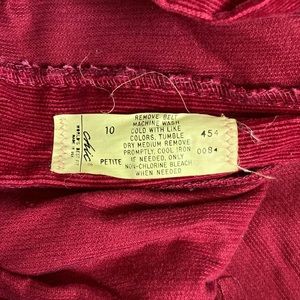 Chic
10
PETITE
REMOVE BELT
MACHINE WASH
COLD WITH LIKE
COLORS, TUMBLE
DRY MEDIUM REMOVE
PROMPTLY, COOL IRON
IF NEEDED, ONLY
NON-CHLORINE BLEACH
WHEN NEEDED
454
0084